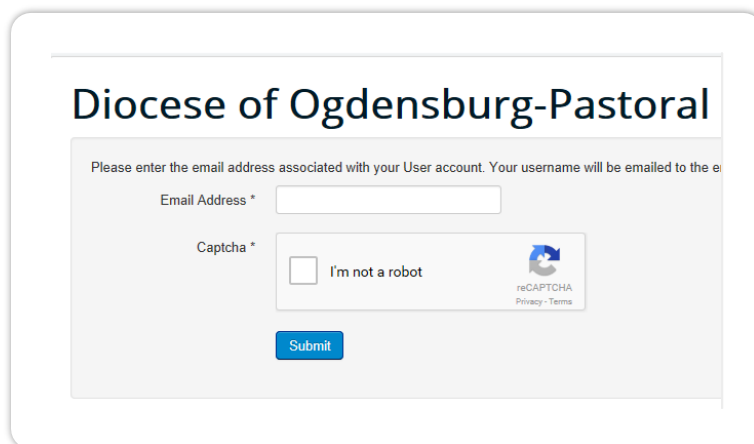 Diocese of Ogdensburg-Pastoral
Please enter the email address associated with your User account. Your username will be emailed to the
Email Address *
Captcha *
I'm not a robot
reCAPTCHA
Privacy - Terms
Submit